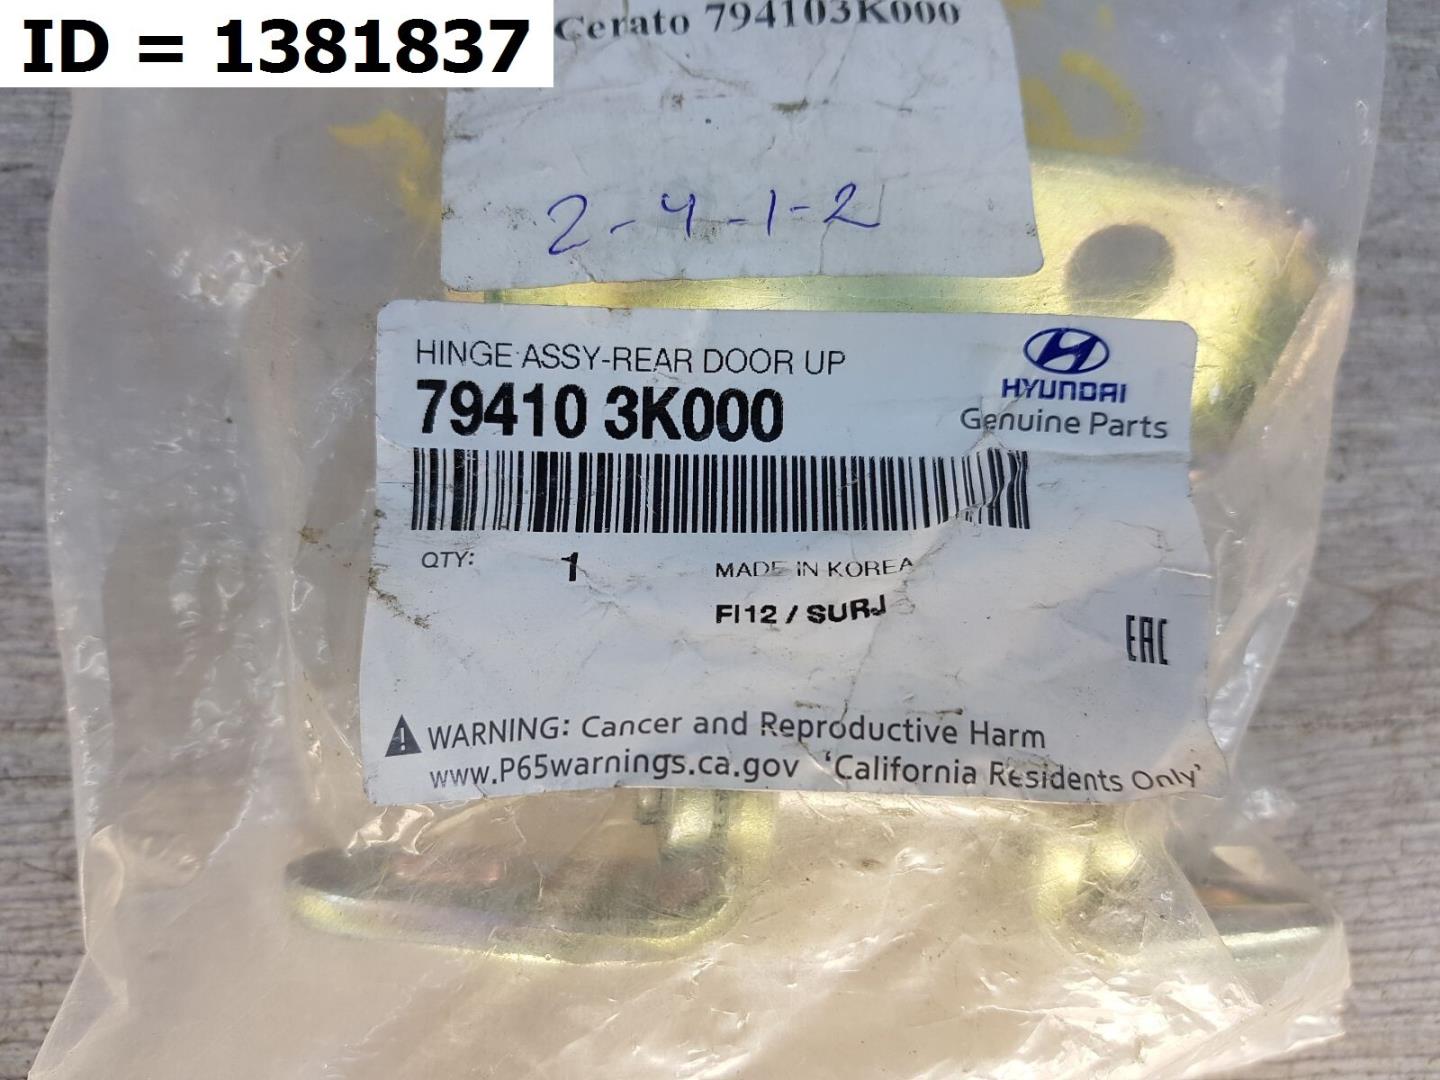 ID = 1381837
Cerato 794103K000
2-4-1-2
HINGE ASSY-REAR DOOR UP
79410 3K000
HYUNDAI
Genuine Parts
QTY: 1
MADE IN KOREA
FI12 / SURJ
EAC
WARNING: Cancer and Reproductive Harm
www.P65warnings.ca.gov 'California Residents Only'